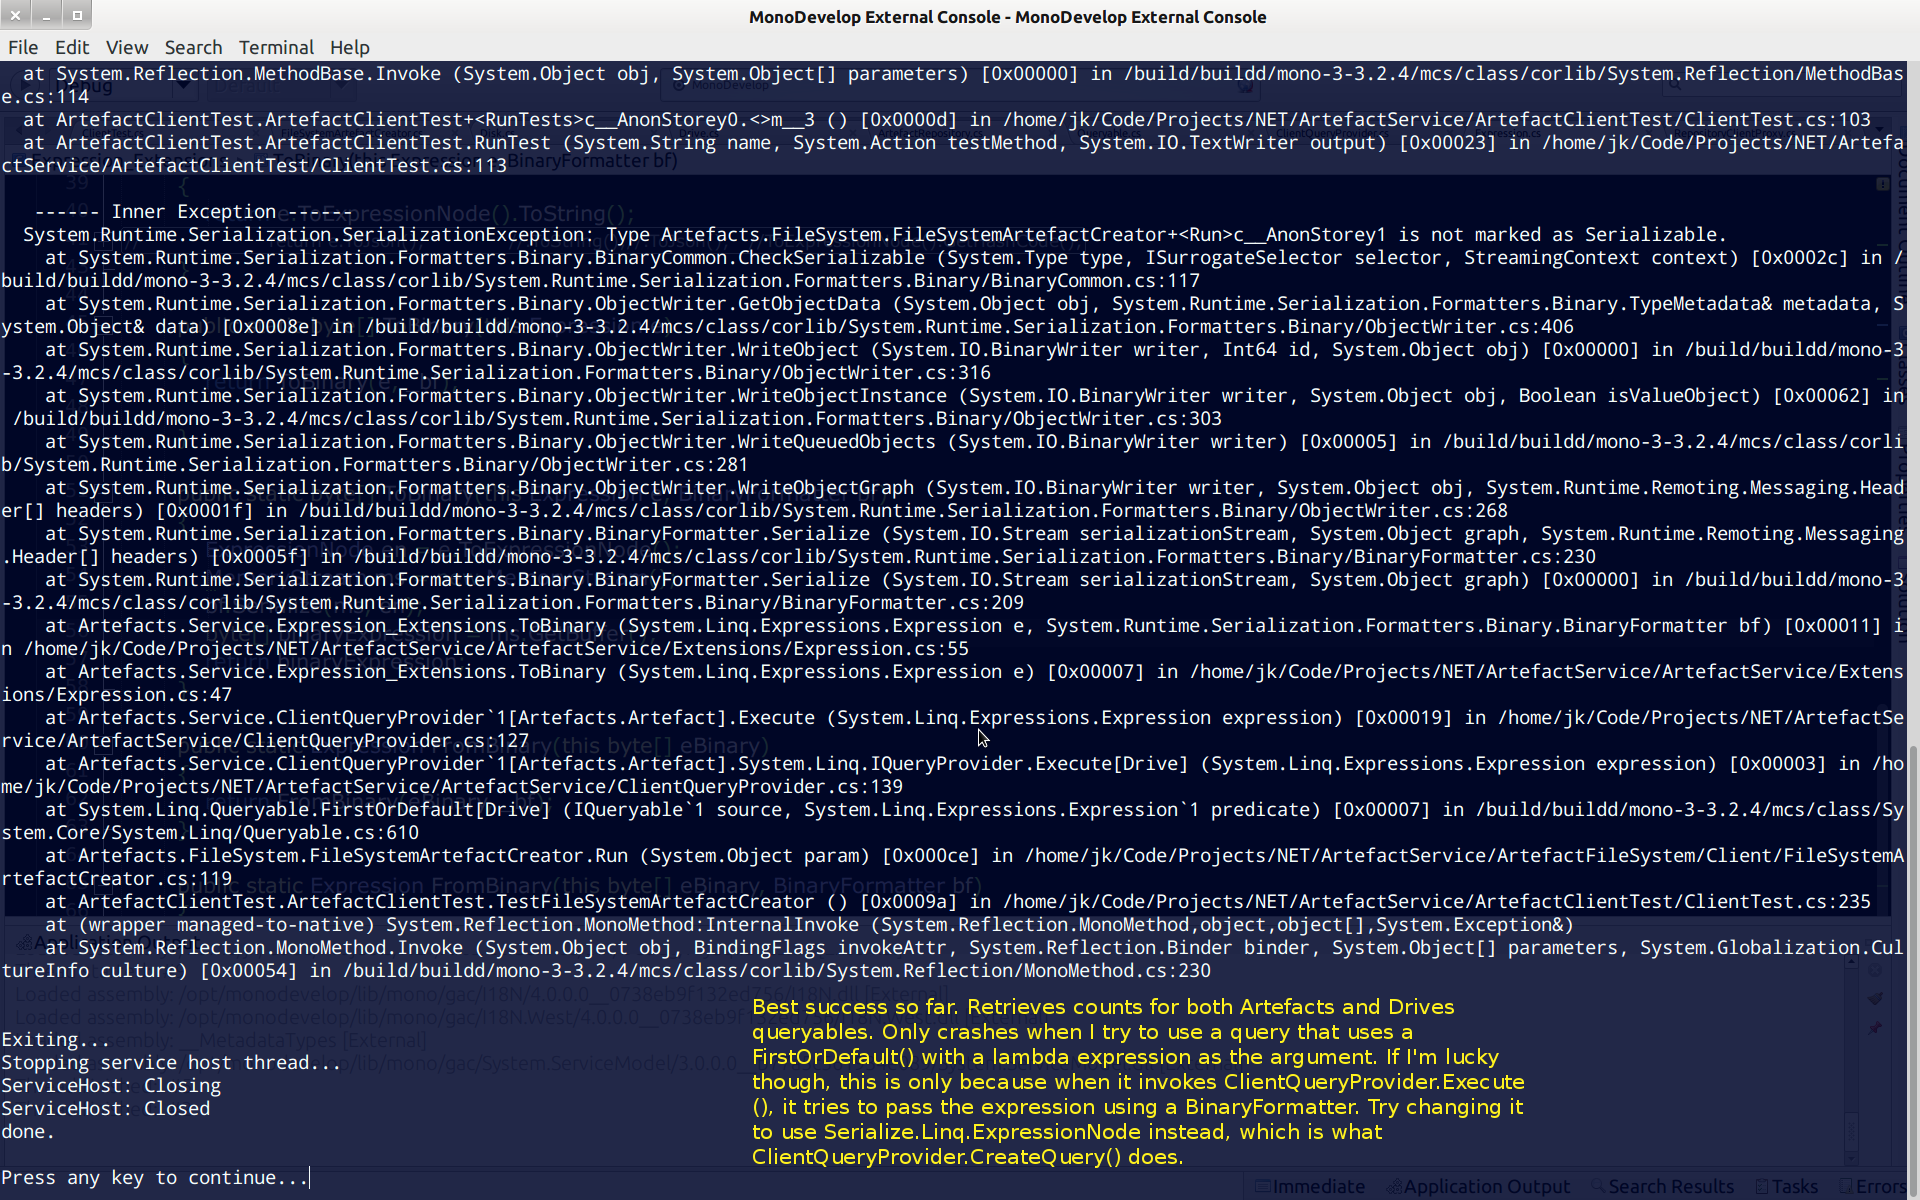 MonoDevelop External Console - MonoDevelop External Console
File Edit View Search Terminal Help
at System.Reflection.MethodBase.Invoke (System.Object obj, System.Object[] parameters) [0x00000] in /build/buildd/mono-3-3.2.4/mcs/class/corlib/System.Reflection/MethodBas
e.cs:114
at ArtefactClientTest.ArtefactClientTest+<RunTests>c__AnonStorey0.<>m__3 () [0x0000d] in /home/jk/Code/Projects/NET/ArtefactService/ArtefactClientTest/ClientTest.cs:103
at ArtefactClientTest.ArtefactClientTest.RunTest (System.String name, System.Action testMethod, System.IO.TextWriter output) [0x00023] in /home/jk/Code/Projects/NET/Artefa
ctService/ArtefactClientTest/ClientTest.cs:113
------ Inner Exception ------
System.Runtime.Serialization.SerializationException: Type Artefacts.FileSystem.FileSystemArtefactCreator+<Run>c__AnonStorey1 is not marked as Serializable.
at System.Runtime.Serialization.Formatters.Binary.BinaryCommon.CheckSerializable (System.Type type, ISurrogateSelector selector, StreamingContext context) [0x0002c] in /
build/buildd/mono-3-3.2.4/mcs/class/corlib/System.Runtime.Serialization.Formatters.Binary/BinaryCommon.cs:117
at System.Runtime.Serialization.Formatters.Binary.ObjectWriter.GetObjectData (System.Object obj, System.Runtime.Serialization.Formatters.Binary.TypeMetadata& metadata, S
ystem.Object& data) [0x0008e] in /build/buildd/mono-3-3.2.4/mcs/class/corlib/System.Runtime.Serialization.Formatters.Binary/ObjectWriter.cs:406
at System.Runtime.Serialization.Formatters.Binary.ObjectWriter.WriteObject (System.IO.BinaryWriter writer, Int64 id, System.Object obj) [0x00000] in /build/buildd/mono-3
-3.2.4/mcs/class/corlib/System.Runtime.Serialization.Formatters.Binary/ObjectWriter.cs:316
at System.Runtime.Serialization.Formatters.Binary.ObjectWriter.WriteObjectInstance (System.IO.BinaryWriter writer, System.Object obj, Boolean isValueObject) [0x00062] in
/build/buildd/mono-3-3.2.4/mcs/class/corlib/System.Runtime.Serialization.Formatters.Binary/ObjectWriter.cs:303
at System.Runtime.Serialization.Formatters.Binary.ObjectWriter.WriteQueuedObjects (System.IO.BinaryWriter writer) [0x00005] in /build/buildd/mono-3-3.2.4/mcs/class/corli
b/System.Runtime.Serialization.Formatters.Binary/ObjectWriter.cs:281
at System.Runtime.Serialization.Formatters.Binary.ObjectWriter.WriteObjectGraph (System.IO.BinaryWriter writer, System.Object obj, System.Runtime.Remoting.Messaging.Head
er[] headers) [0x0001f] in /build/buildd/mono-3-3.2.4/mcs/class/corlib/System.Runtime.Serialization.Formatters.Binary/ObjectWriter.cs:268
at System.Runtime.Serialization.Formatters.Binary.BinaryFormatter.Serialize (System.IO.Stream serializationStream, System.Object graph, System.Runtime.Remoting.Messaging
.Header[] headers) [0x0005f] in /build/buildd/mono-3-3.2.4/mcs/class/corlib/System.Runtime.Serialization.Formatters.Binary/BinaryFormatter.cs:230
at System.Runtime.Serialization.Formatters.Binary.BinaryFormatter.Serialize (System.IO.Stream serializationStream, System.Object graph) [0x00000] in /build/buildd/mono-3
-3.2.4/mcs/class/corlib/System.Runtime.Serialization.Formatters.Binary/BinaryFormatter.cs:209
at Artefacts.Service.Expression_Extensions.ToBinary (System.Linq.Expressions.Expression e, System.Runtime.Serialization.Formatters.Binary.BinaryFormatter bf) [0x00011] i
n /home/jk/Code/Projects/NET/ArtefactService/ArtefactService/Extensions/Expression.cs:55
at Artefacts.Service.Expression_Extensions.ToBinary (System.Linq.Expressions.Expression e) [0x00007] in /home/jk/Code/Projects/NET/ArtefactService/ArtefactService/Extens
ions/Expression.cs:47
at Artefacts.Service.ClientQueryProvider`1[Artefacts.Artefact].Execute (System.Linq.Expressions.Expression expression) [0x00019] in /home/jk/Code/Projects/NET/ArtefactSe
rvice/ArtefactService/ClientQueryProvider.cs:127
at Artefacts.Service.ClientQueryProvider`1[Artefacts.Artefact].System.Linq.IQueryProvider.Execute[Drive] (System.Linq.Expressions.Expression expression) [0x00003] in /ho
me/jk/Code/Projects/NET/ArtefactService/ArtefactService/ClientQueryProvider.cs:139
at System.Linq.Queryable.FirstOrDefault[Drive] (IQueryable`1 source, System.Linq.Expressions.Expression`1 predicate) [0x00007] in /build/buildd/mono-3-3.2.4/mcs/class/Sy
stem.Core/System.Linq/Queryable.cs:610
at Artefacts.FileSystem.FileSystemArtefactCreator.Run (System.Object param) [0x000ce] in /home/jk/Code/Projects/NET/ArtefactService/ArtefactFileSystem/Client/FileSystemA
rtefactCreator.cs:119
at ArtefactClientTest.ArtefactClientTest.TestFileSystemArtefactCreator () [0x0009a] in /home/jk/Code/Projects/NET/ArtefactService/ArtefactClientTest/ClientTest.cs:235
at (wrapper managed-to-native) System.Reflection.MonoMethod:InternalInvoke (System.Reflection.MonoMethod,object,object[],System.Exception&)
at System.Reflection.MonoMethod.Invoke (System.Object obj, BindingFlags invokeAttr, System.Reflection.Binder binder, System.Object[] parameters, System.Globalization.Cul
tureInfo culture) [0x00054] in /build/buildd/mono-3-3.2.4/mcs/class/corlib/System.Reflection/MonoMethod.cs:230
Exiting...
Stopping service host thread...
ServiceHost: Closing
ServiceHost: Closed
done.
Press any key to continue...
Best success so far. Retrieves counts for both Artefacts and Drives
queryables. Only crashes when I try to use a query that uses a
FirstOrDefault() with a lambda expression as the argument. If I'm lucky
though, this is only because when it invokes ClientQueryProvider.Execute
(), it tries to pass the expression using a BinaryFormatter. Try changing it
to use Serialize.Linq.ExpressionNode instead, which is what
ClientQueryProvider.CreateQuery() does.
Immediate Application Output Search Results Tasks Errors